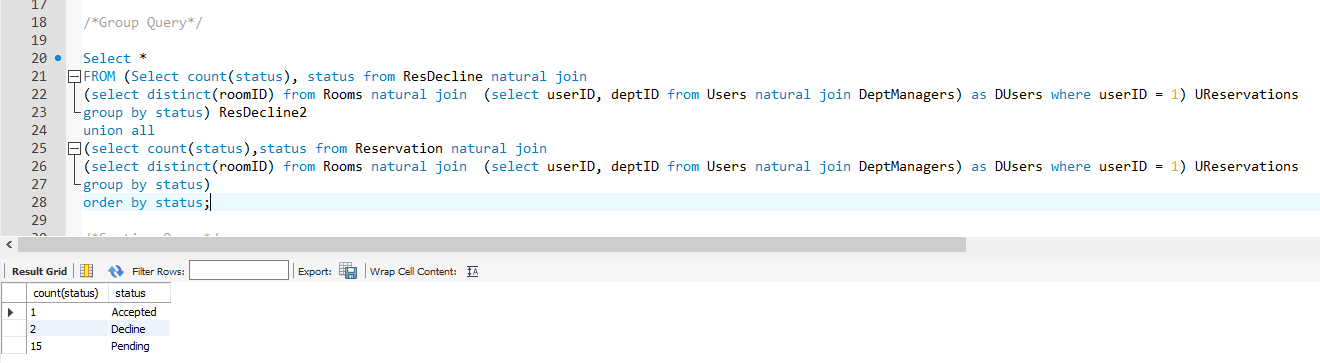 17
18 /*Group Query*/
19
20 Select *
21 FROM (Select count(status), status from ResDecline natural join
22 (select distinct(roomID) from Rooms natural join  (select userID, deptID from Users natural join DeptManagers) as DUsers where userID = 1) UReservations
23 group by status) ResDecline2
24 union all
25 (select count(status),status from Reservation natural join
26 (select distinct(roomID) from Rooms natural join  (select userID, deptID from Users natural join DeptManagers) as DUsers where userID = 1) UReservations
27 group by status)
28 order by status;
29
Result Grid Filter Rows: Export: Wrap Cell Content:
count(status) status
1 Accepted
2 Decline
15 Pending